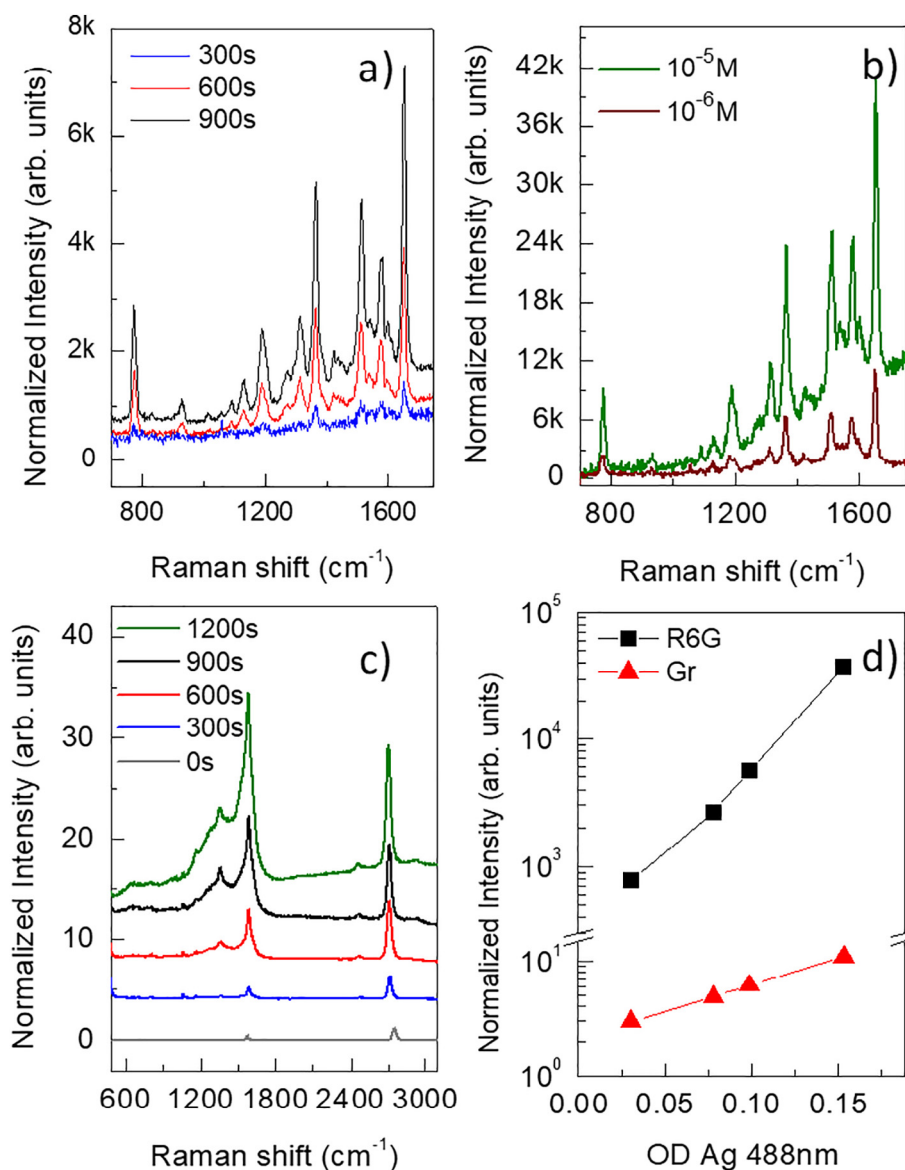 a)
8k
6k
4k
2k
0
300s
600s
900s
800 1200 1600
Normalized Intensity (arb. units)
Raman shift (cm⁻¹)
b)
42k
36k
30k
24k
18k
12k
6k
0
10⁻⁵M
10⁻⁶M
800 1200 1600
Normalized Intensity (arb. units)
Raman shift (cm⁻¹)
c)
40
30
20
10
0
1200s
900s
600s
300s
0s
600 1200 1800 2400 3000
Normalized Intensity (arb. units)
Raman shift (cm⁻¹)
d)
10⁵
10⁴
10³
10¹
10⁰
R6G
Gr
0.00 0.05 0.10 0.15
Normalized Intensity (arb. units)
OD Ag 488nm